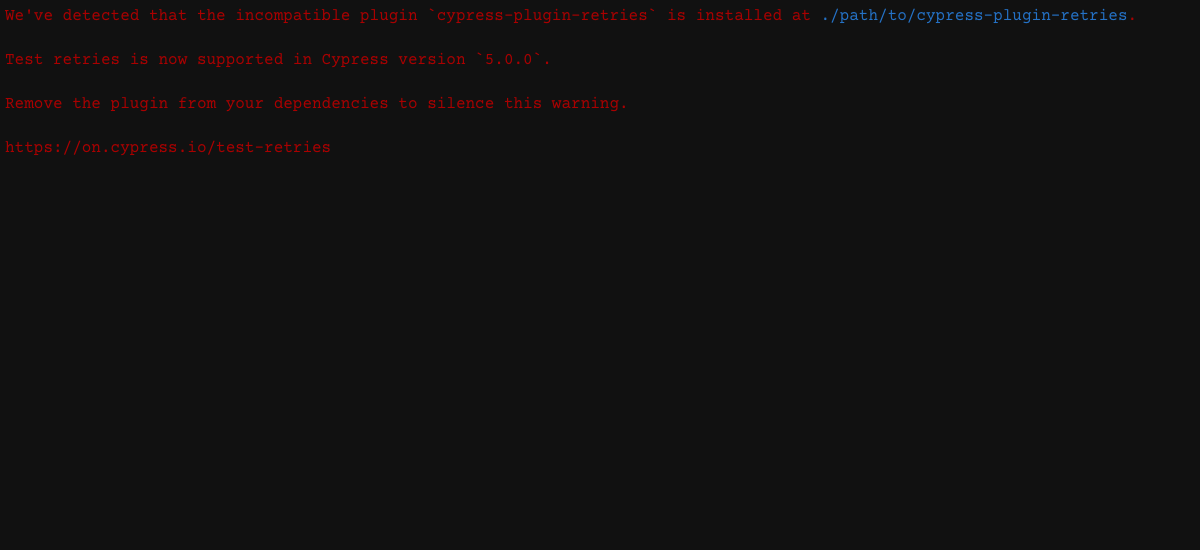 We've detected that the incompatible plugin `cypress-plugin-retries` is installed at ./path/to/cypress-plugin-retries.
Test retries is now supported in Cypress version `5.0.0`.
Remove the plugin from your dependencies to silence this warning.
https://on.cypress.io/test-retries